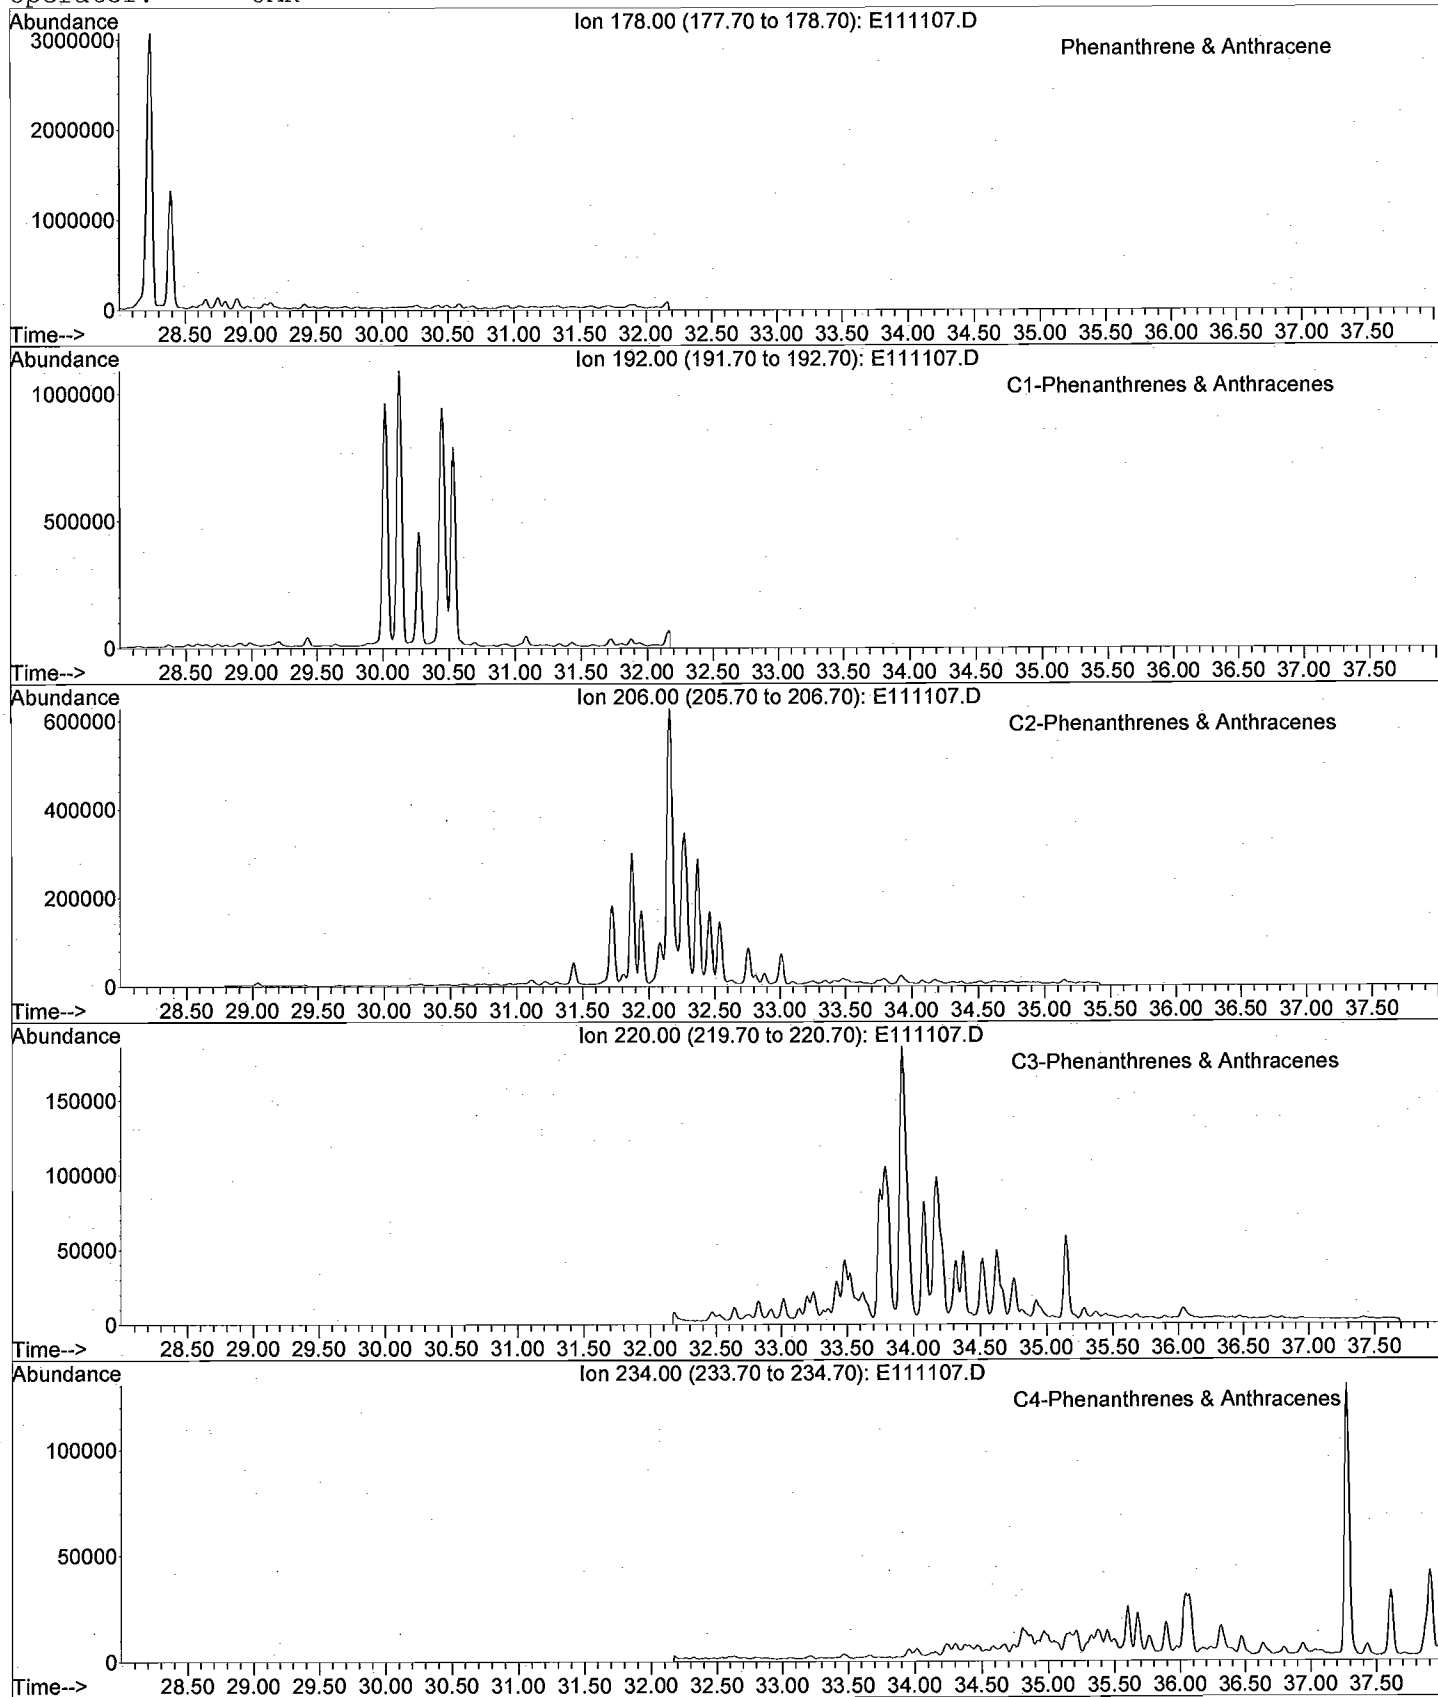 Abundance
Ion 178.00 (177.70 to 178.70): E111107.D
Phenanthrene & Anthracene
3000000
2000000
1000000
0
Time--> 28.50 29.00 29.50 30.00 30.50 31.00 31.50 32.00 32.50 33.00 33.50 34.00 34.50 35.00 35.50 36.00 36.50 37.00 37.50
Abundance
Ion 192.00 (191.70 to 192.70): E111107.D
C1-Phenanthrenes & Anthracenes
1000000
500000
0
Time--> 28.50 29.00 29.50 30.00 30.50 31.00 31.50 32.00 32.50 33.00 33.50 34.00 34.50 35.00 35.50 36.00 36.50 37.00 37.50
Abundance
Ion 206.00 (205.70 to 206.70): E111107.D
C2-Phenanthrenes & Anthracenes
600000
400000
200000
0
Time--> 28.50 29.00 29.50 30.00 30.50 31.00 31.50 32.00 32.50 33.00 33.50 34.00 34.50 35.00 35.50 36.00 36.50 37.00 37.50
Abundance
Ion 220.00 (219.70 to 220.70): E111107.D
C3-Phenanthrenes & Anthracenes
150000
100000
50000
0
Time--> 28.50 29.00 29.50 30.00 30.50 31.00 31.50 32.00 32.50 33.00 33.50 34.00 34.50 35.00 35.50 36.00 36.50 37.00 37.50
Abundance
Ion 234.00 (233.70 to 234.70): E111107.D
C4-Phenanthrenes & Anthracenes
100000
50000
0
Time--> 28.50 29.00 29.50 30.00 30.50 31.00 31.50 32.00 32.50 33.00 33.50 34.00 34.50 35.00 35.50 36.00 36.50 37.00 37.50